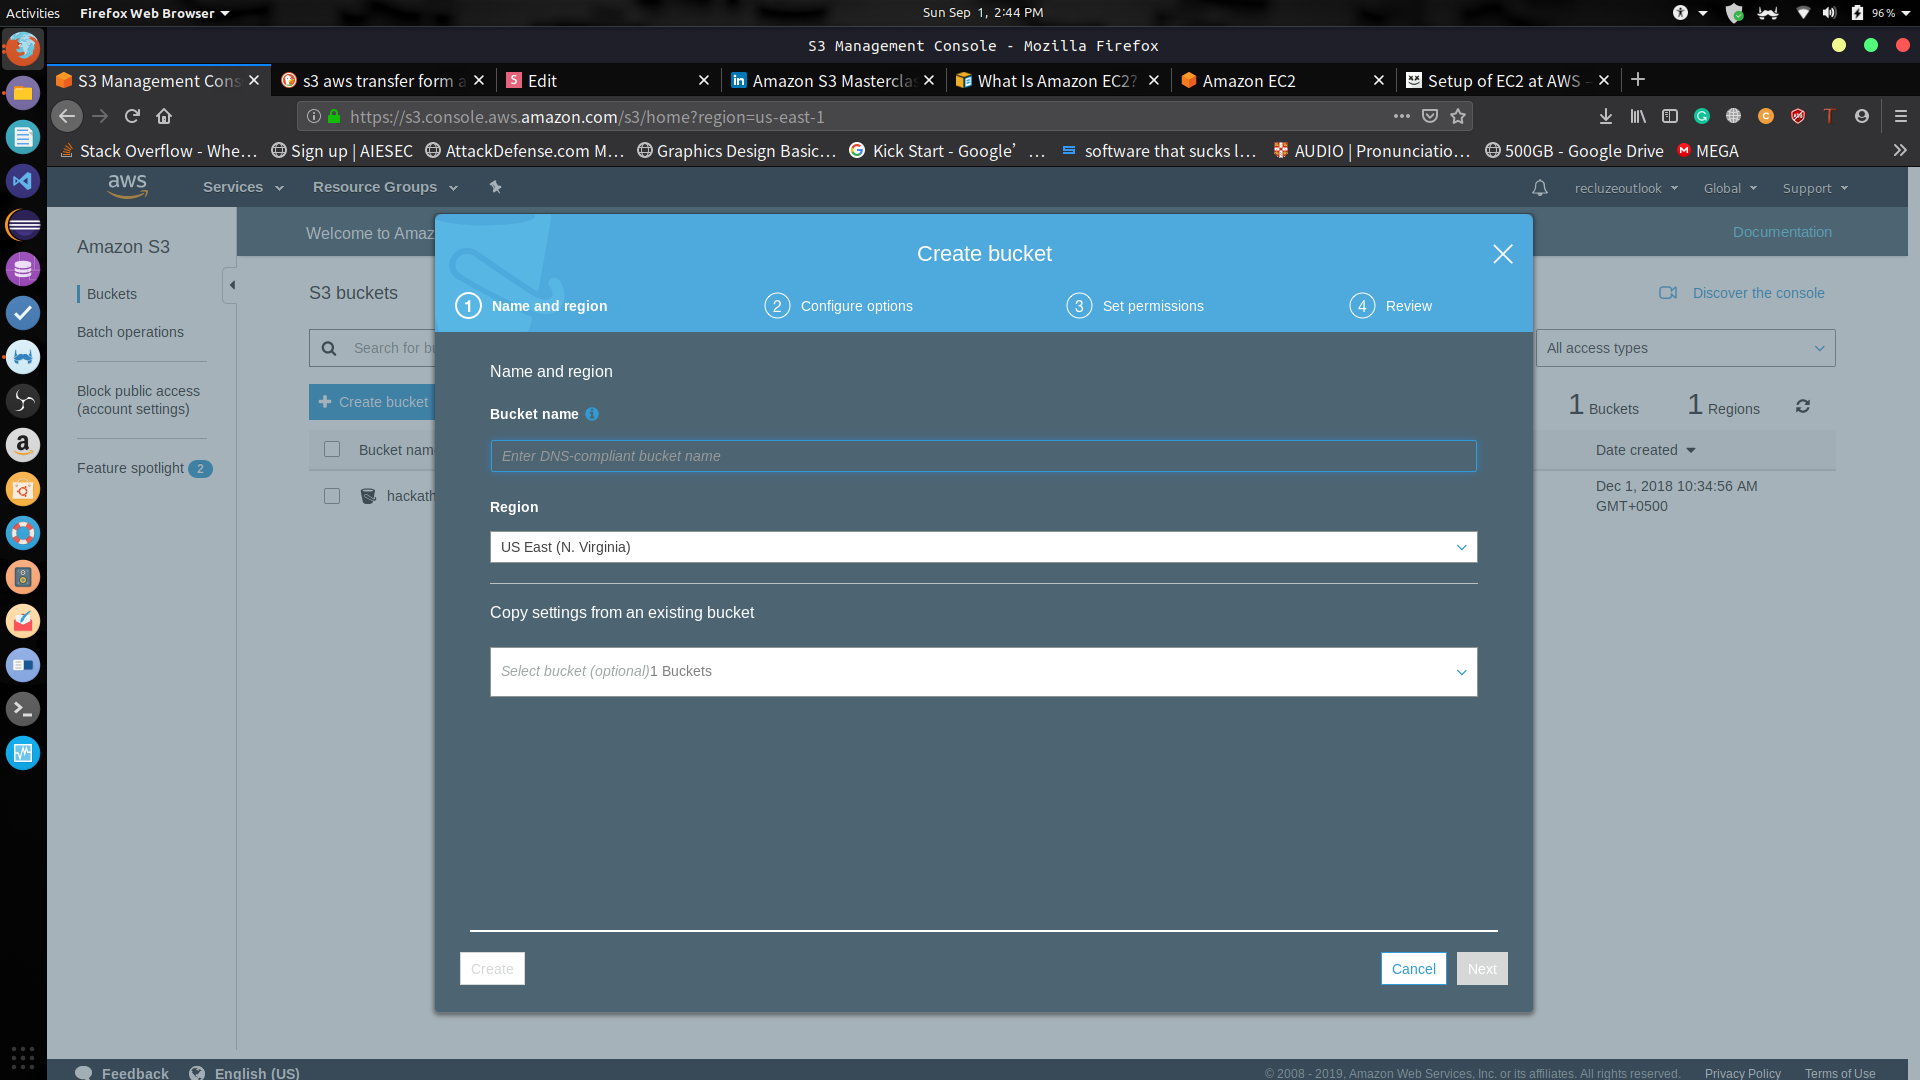 Activities Firefox Web Browser Sun Sep 1, 2:44 PM 96 %
S3 Management Console - Mozilla Firefox
S3 Management Cons s3 aws transfer form a Edit Amazon S3 Masterclas What Is Amazon EC2? Amazon EC2 Setup of EC2 at AWS -
https://s3.console.aws.amazon.com/s3/home?region=us-east-1
Stack Overflow - Whe… Sign up | AIESEC AttackDefense.com M… Graphics Design Basic… Kick Start - Google’ … software that sucks l… AUDIO | Pronunciatio… 500GB - Google Drive MEGA
aws Services Resource Groups recluzeoutlook Global Support
Amazon S3
Buckets
Batch operations
Block public access
(account settings)
Feature spotlight 2
Welcome to Amaz Documentation
S3 buckets Discover the console
Search for bu All access types
Create bucket 1 Buckets 1 Regions
Bucket nam Date created
hackath Dec 1, 2018 10:34:56 AM
GMT+0500
Create bucket
1 Name and region 2 Configure options 3 Set permissions 4 Review
Name and region
Bucket name
Enter DNS-compliant bucket name
Region
US East (N. Virginia)
Copy settings from an existing bucket
Select bucket (optional)1 Buckets
Create Cancel Next
Feedback English (US) © 2008 - 2019, Amazon Web Services, Inc. or its affiliates. All rights reserved. Privacy Policy Terms of Use